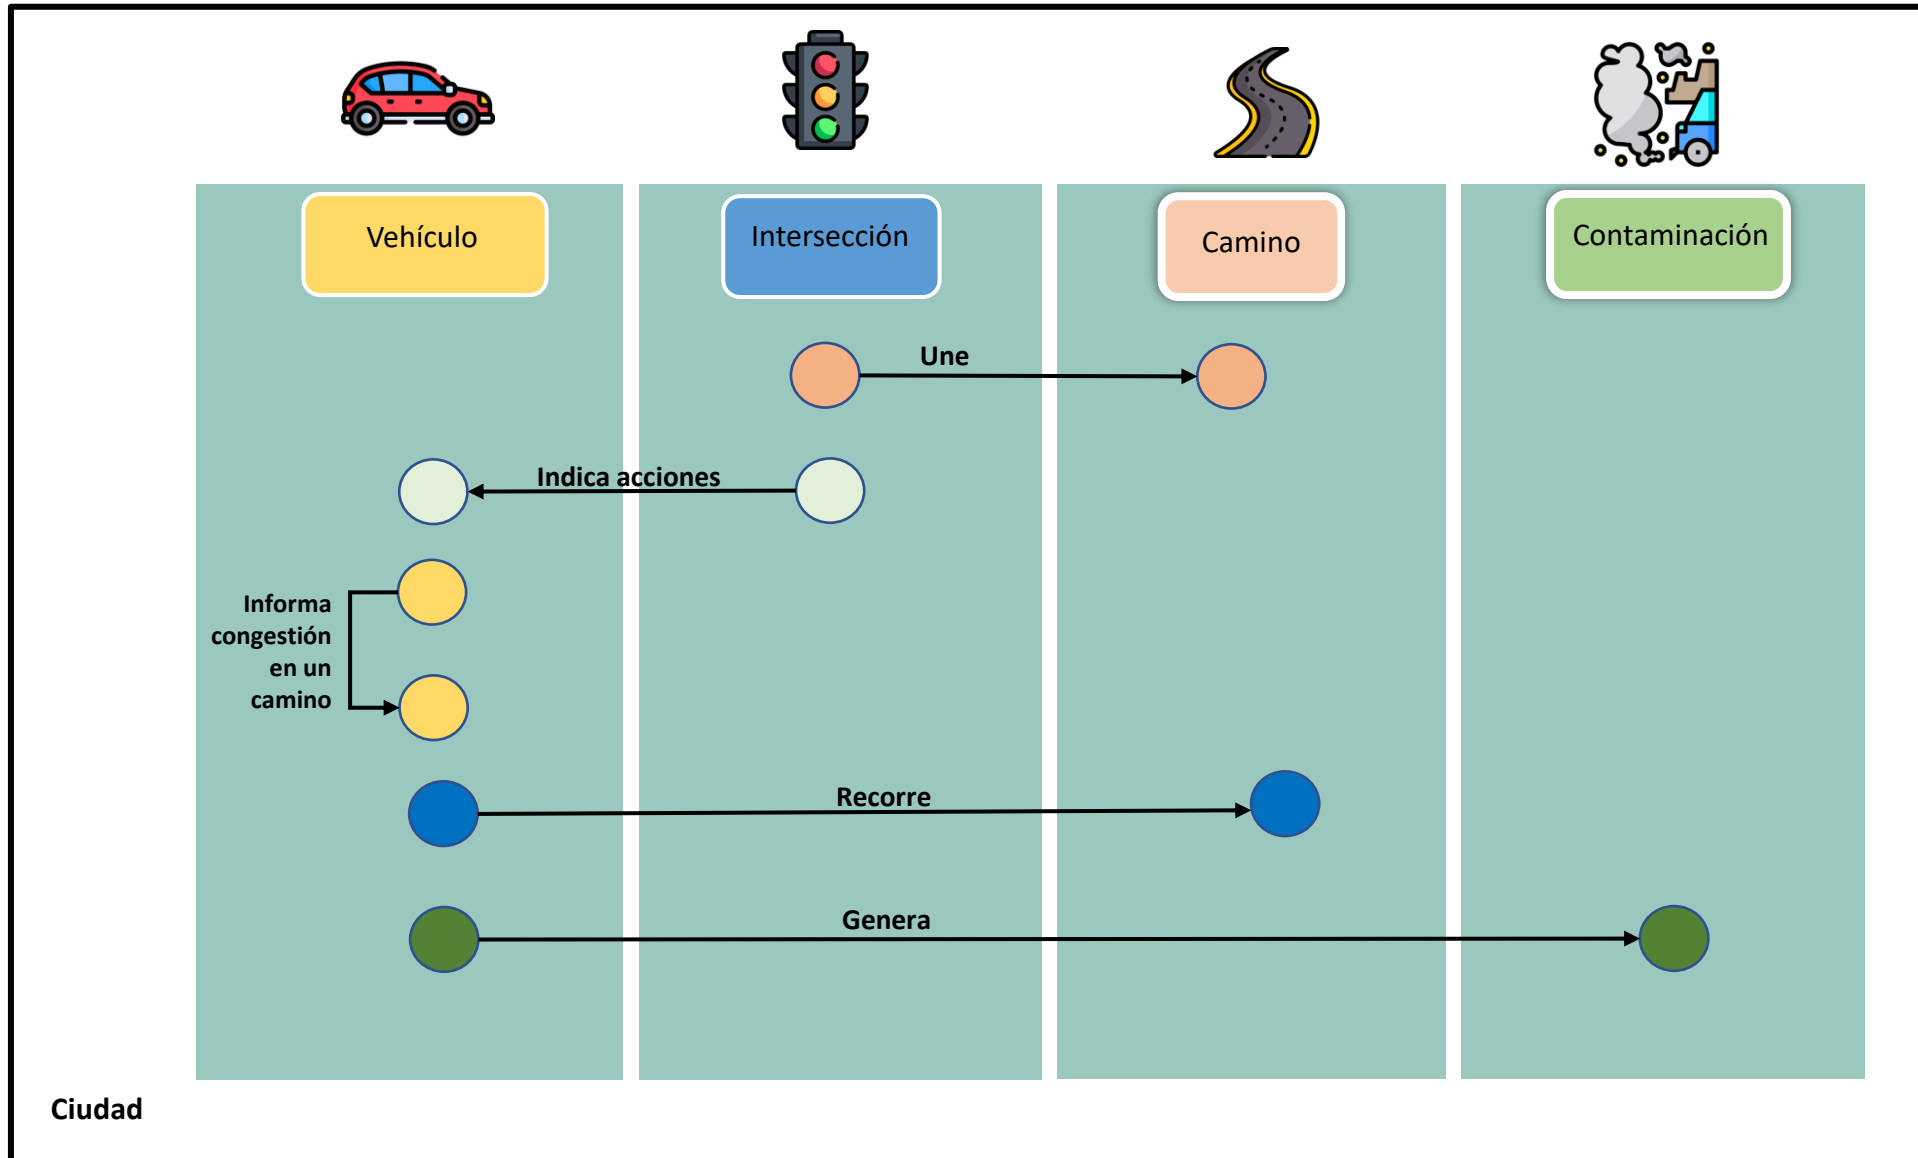 Vehículo
Intersección
Camino
Contaminación
Une
Indica acciones
Informa
congestión
en un
camino
Recorre
Genera
Ciudad